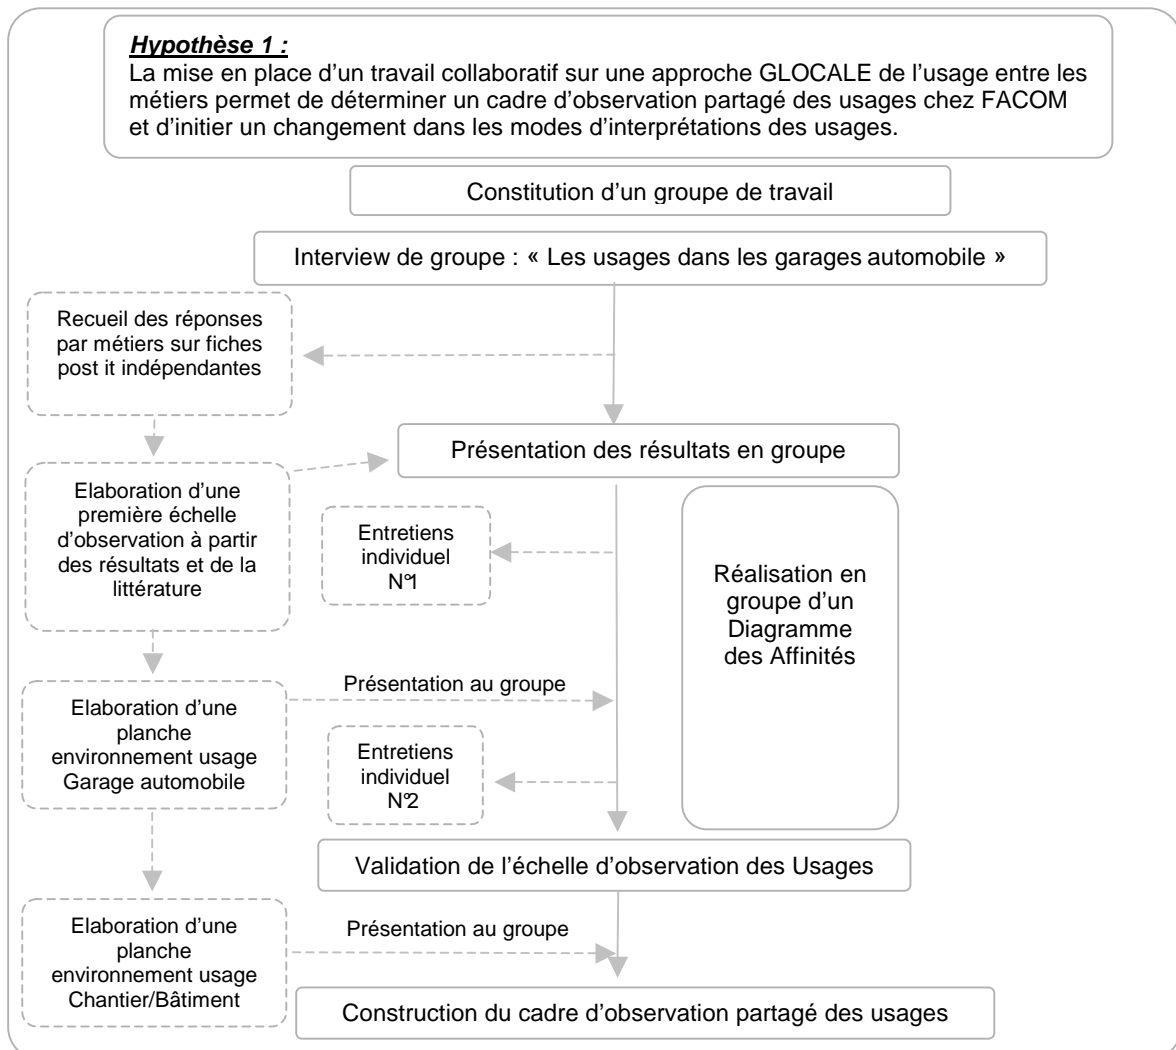 Hypothèse 1 :
La mise en place d’un travail collaboratif sur une approche GLOCALE de l’usage entre les
métiers permet de déterminer un cadre d’observation partagé des usages chez FACOM
et d’initier un changement dans les modes d’interprétations des usages.
Constitution d’un groupe de travail
Interview de groupe : « Les usages dans les garages automobile »
Recueil des réponses
par métiers sur fiches
post it indépendantes
Présentation des résultats en groupe
Elaboration d’une
première échelle
d’observation à partir
des résultats et de la
littérature
Entretiens
individuel
N°1
Réalisation en
groupe d’un
Diagramme
des Affinités
Présentation au groupe
Elaboration d’une
planche
environnement usage
Garage automobile
Entretiens
individuel
N°2
Validation de l’échelle d’observation des Usages
Elaboration d’une
planche
environnement usage
Chantier/Bâtiment
Présentation au groupe
Construction du cadre d’observation partagé des usages